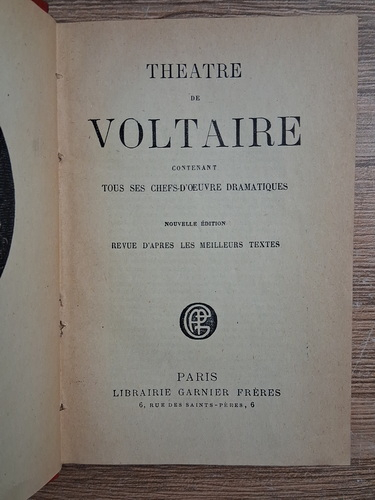 THEATRE
DE
VOLTAIRE
CONTENANT
TOUS SES CHEFS-D'ŒUVRE DRAMATIQUES
NOUVELLE ÉDITION
REVUE D'APRES LES MEILLEURS TEXTES
PARIS
LIBRAIRIE GARNIER FRÈRES
6, RUE DES SAINTS-PÈRES, 6